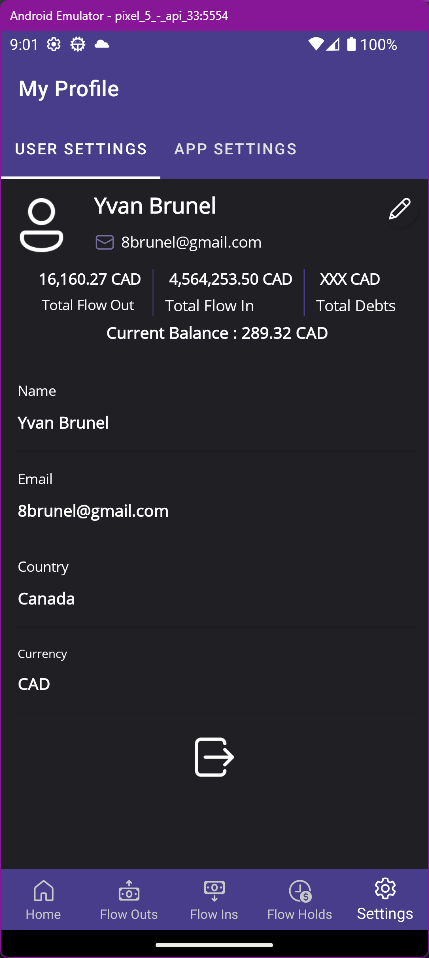 Android Emulator - pixel_5_-_api_33:5554
9:01 100%
My Profile
USER SETTINGS APP SETTINGS
Yvan Brunel
8brunel@gmail.com
16,160.27 CAD 4,564,253.50 CAD XXX CAD
Total Flow Out Total Flow In Total Debts
Current Balance : 289.32 CAD
Name
Yvan Brunel
Email
8brunel@gmail.com
Country
Canada
Currency
CAD
Home Flow Outs Flow Ins Flow Holds Settings